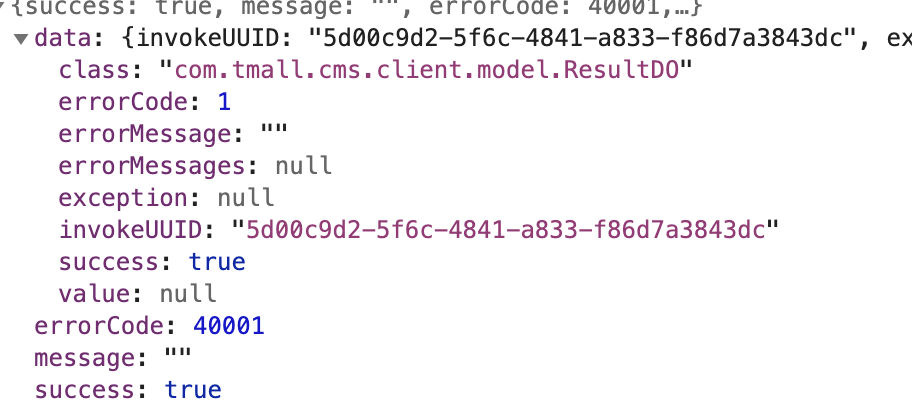 {success: true, message: "", errorCode: 40001,…}
data: {invokeUUID: "5d00c9d2-5f6c-4841-a833-f86d7a3843dc", ex
class: "com.tmall.cms.client.model.ResultDO"
errorCode: 1
errorMessage: ""
errorMessages: null
exception: null
invokeUUID: "5d00c9d2-5f6c-4841-a833-f86d7a3843dc"
success: true
value: null
errorCode: 40001
message: ""
success: true